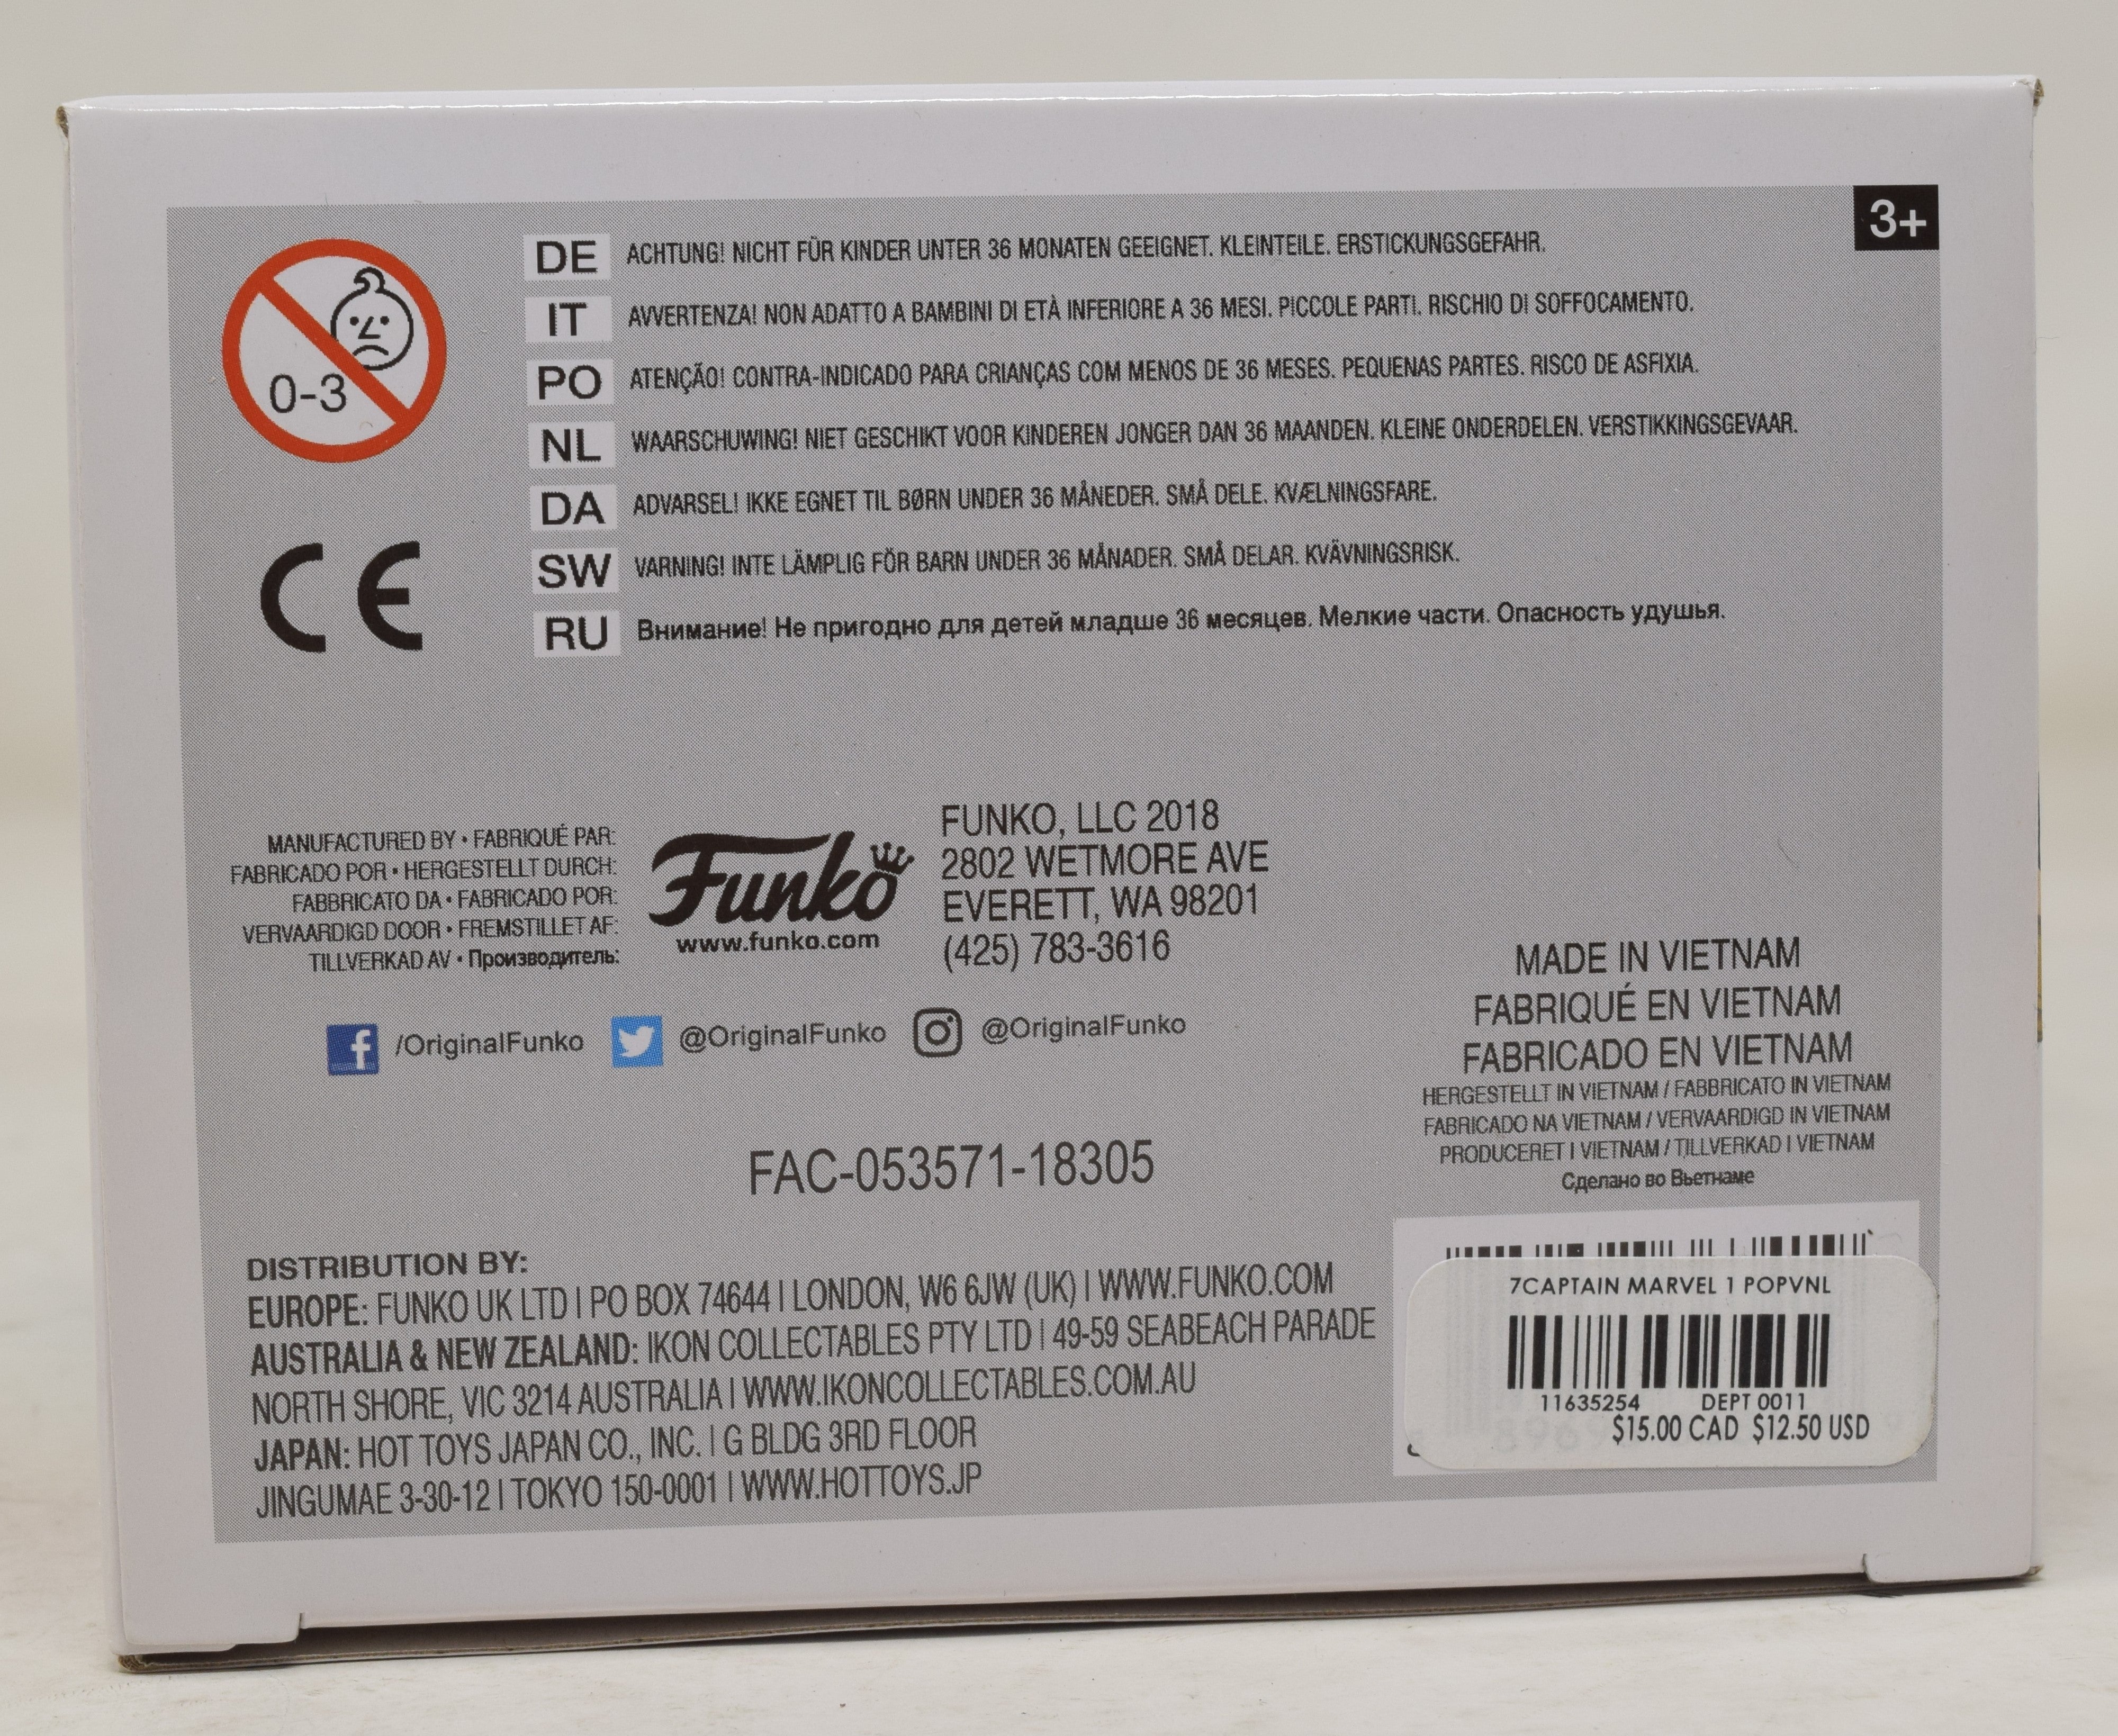 3+
0-3
DE ACHTUNG! NICHT FÜR KINDER UNTER 36 MONATEN GEEIGNET. KLEINTEILE. ERSTICKUNGSGEFAHR.
IT AVVERTENZA! NON ADATTO A BAMBINI DI ETÀ INFERIORE A 36 MESI. PICCOLE PARTI. RISCHIO DI SOFFOCAMENTO.
PO ATENÇÃO! CONTRA-INDICADO PARA CRIANÇAS COM MENOS DE 36 MESES. PEQUENAS PARTES. RISCO DE ASFIXIA.
NL WAARSCHUWING! NIET GESCHIKT VOOR KINDEREN JONGER DAN 36 MAANDEN. KLEINE ONDERDELEN. VERSTIKKINGSGEVAAR.
DA ADVARSEL! IKKE EGNET TIL BØRN UNDER 36 MÅNEDER. SMÅ DELE. KVÆLNINGSFARE.
SW VARNING! INTE LÄMPLIG FÖR BARN UNDER 36 MÅNADER. SMÅ DELAR. KVÄVNINGSRISK.
RU Внимание! Не пригодно для детей младше 36 месяцев. Мелкие части. Опасность удушья.
CE
MANUFACTURED BY • FABRIQUÉ PAR:
FABRICADO POR • HERGESTELLT DURCH:
FABBRICATO DA • FABRICADO POR:
VERVAARDIGD DOOR • FREMSTILLET AF:
TILLVERKAD AV • Производитель:
Funko
www.funko.com
FUNKO, LLC 2018
2802 WETMORE AVE
EVERETT, WA 98201
(425) 783-3616
/OriginalFunko @OriginalFunko @OriginalFunko
MADE IN VIETNAM
FABRIQUÉ EN VIETNAM
FABRICADO EN VIETNAM
HERGESTELLT IN VIETNAM / FABBRICATO IN VIETNAM
FABRICADO NA VIETNAM / VERVAARDIGD IN VIETNAM
PRODUCERET I VIETNAM / TILLVERKAD I VIETNAM
Сделано во Вьетнаме
FAC-053571-18305
DISTRIBUTION BY:
EUROPE: FUNKO UK LTD | PO BOX 74644 | LONDON, W6 6JW (UK) | WWW.FUNKO.COM
AUSTRALIA & NEW ZEALAND: IKON COLLECTABLES PTY LTD | 49-59 SEABEACH PARADE
NORTH SHORE, VIC 3214 AUSTRALIA | WWW.IKONCOLLECTABLES.COM.AU
JAPAN: HOT TOYS JAPAN CO., INC. | G BLDG 3RD FLOOR
JINGUMAE 3-30-12 | TOKYO 150-0001 | WWW.HOTTOYS.JP
7CAPTAIN MARVEL 1 POPVNL
11635254 DEPT 0011
$15.00 CAD $12.50 USD